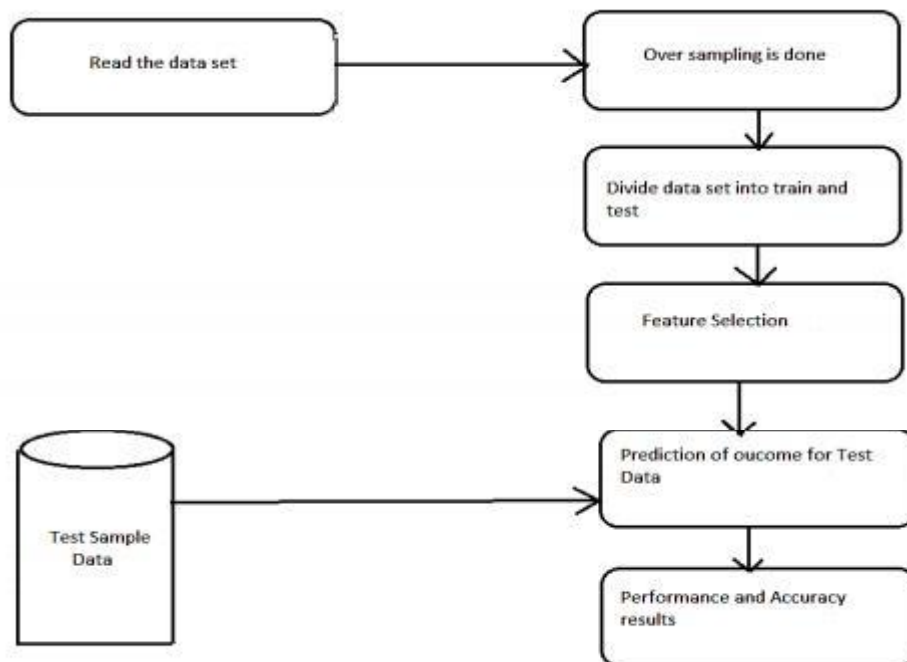 Read the data set
Over sampling is done
Divide data set into train and
test
Feature Selection
Prediction of oucome for Test
Data
Test Sample
Data
Performance and Accuracy
results